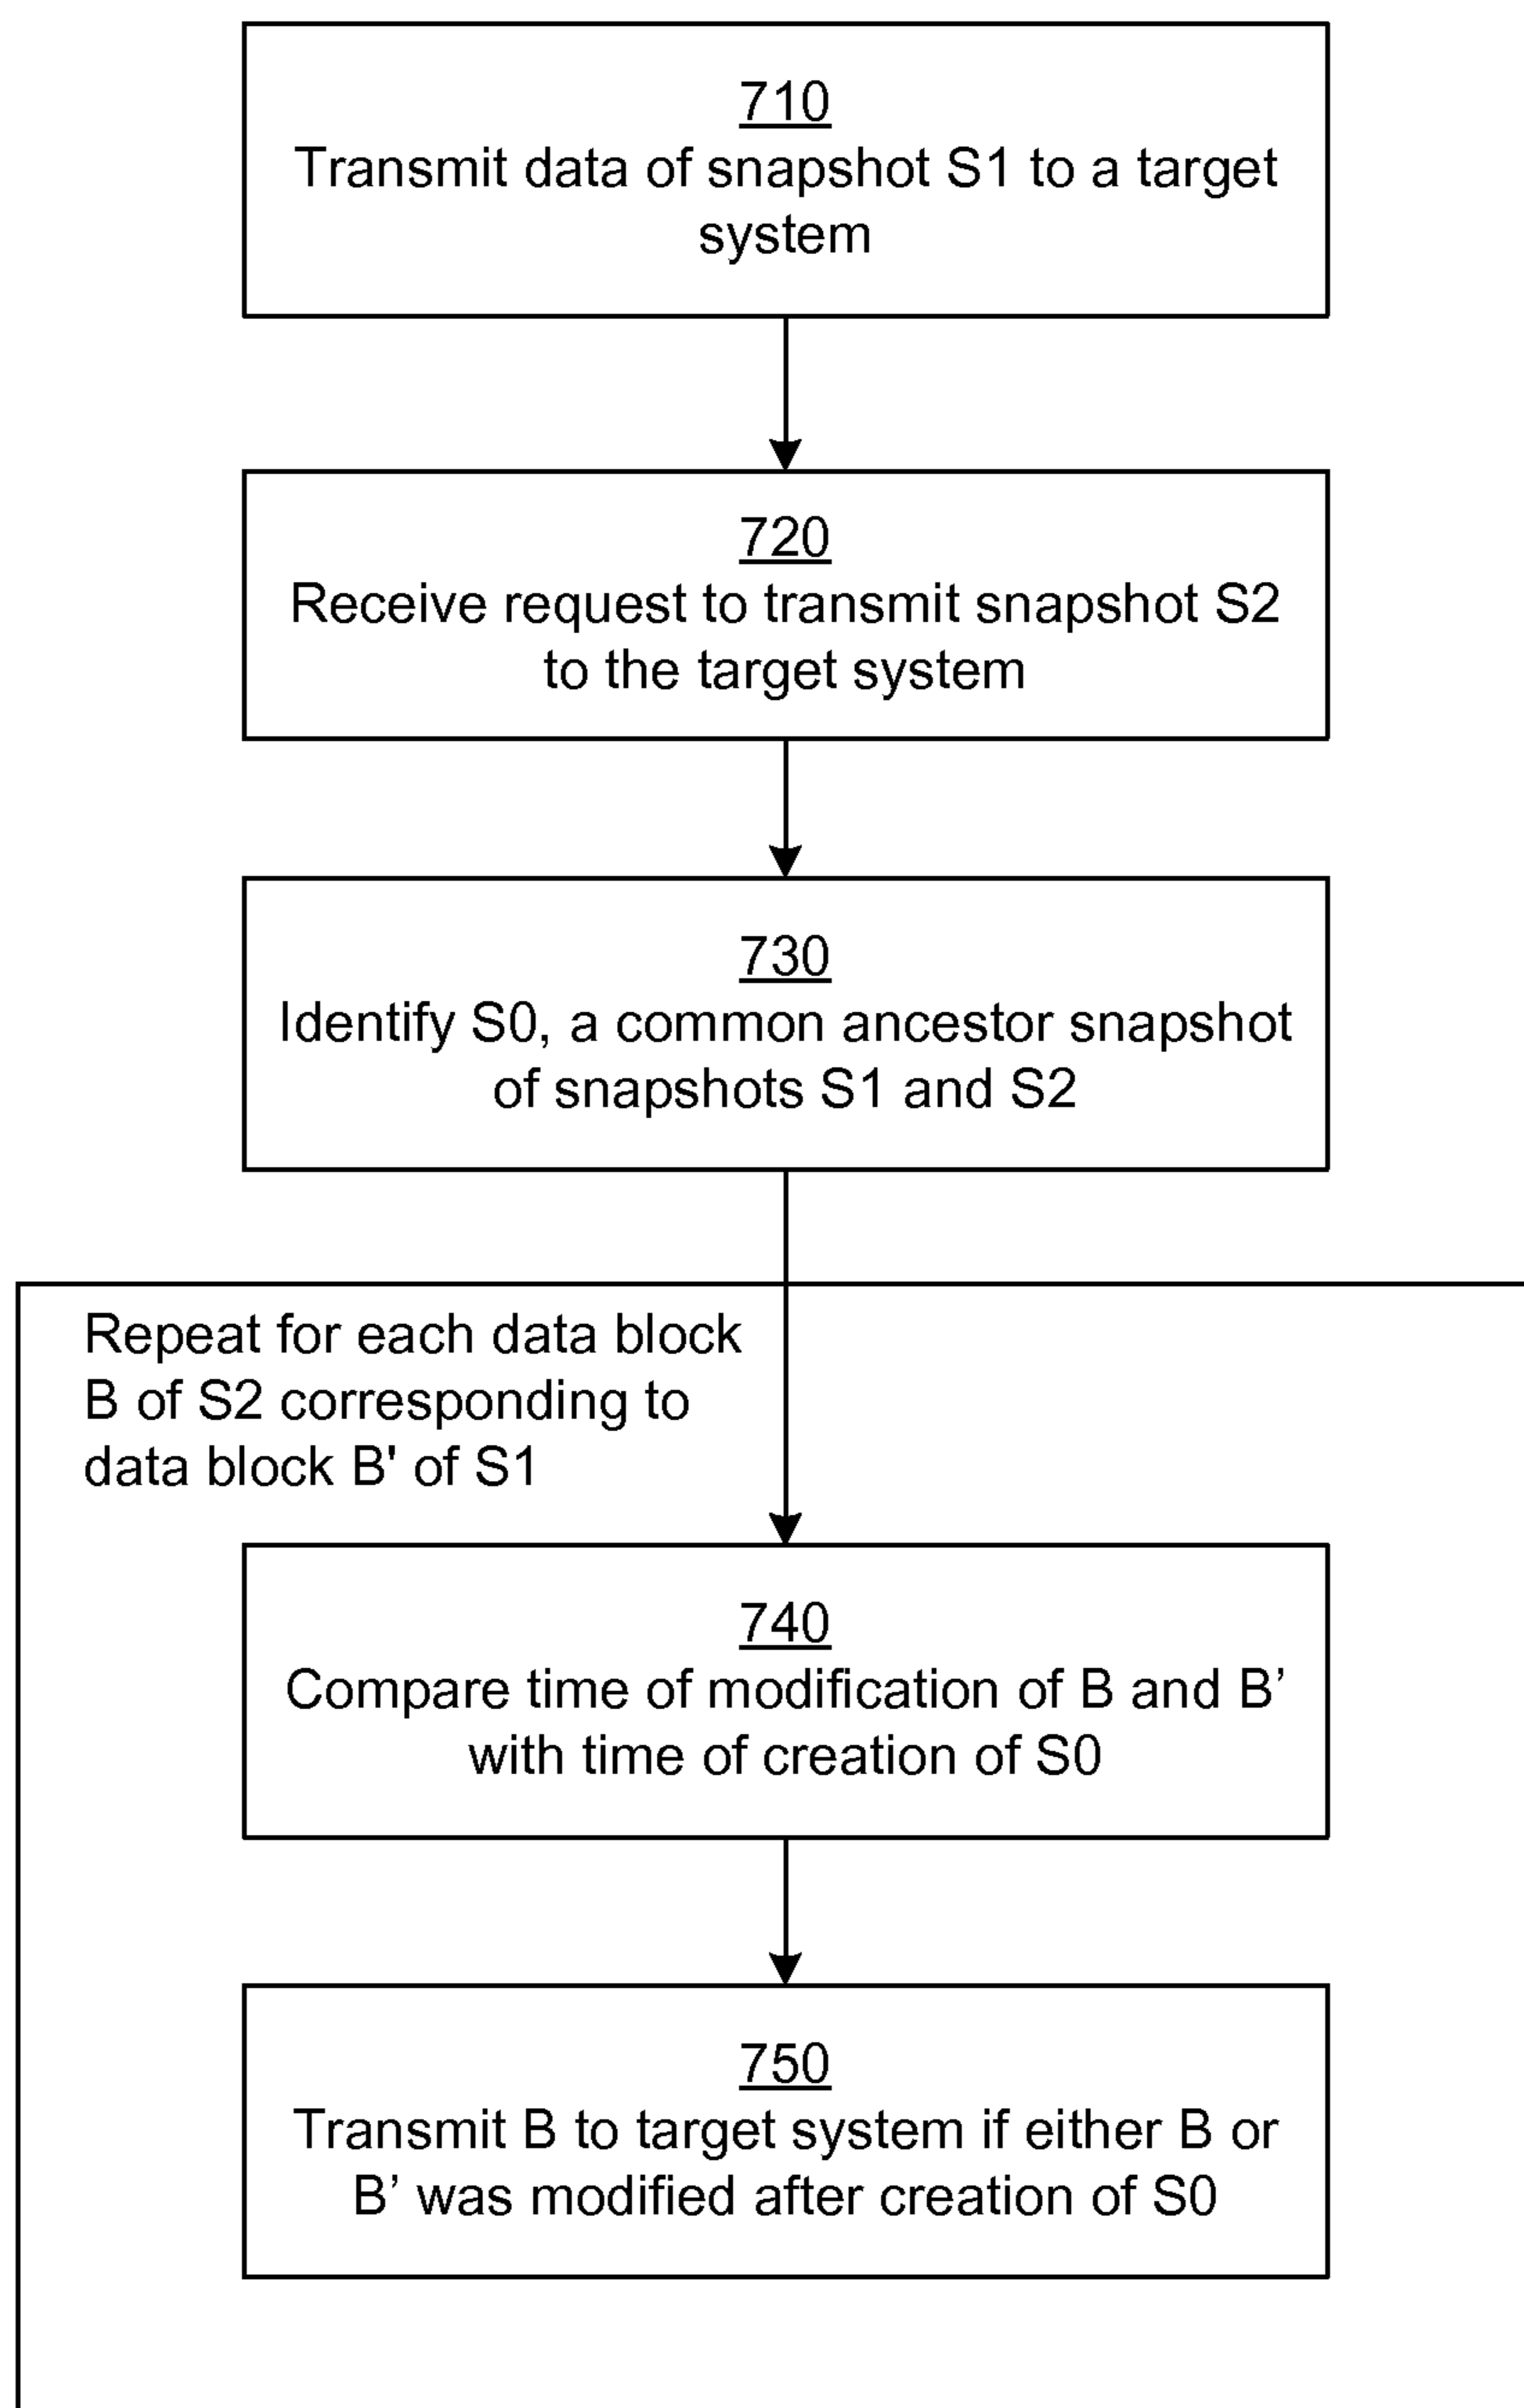 710
Transmit data of snapshot S1 to a target
system
720
Receive request to transmit snapshot S2
to the target system
730
Identify S0, a common ancestor snapshot
of snapshots S1 and S2
Repeat for each data block
B of S2 corresponding to
data block B' of S1
740
Compare time of modification of B and B’
with time of creation of S0
750
Transmit B to target system if either B or
B’ was modified after creation of S0